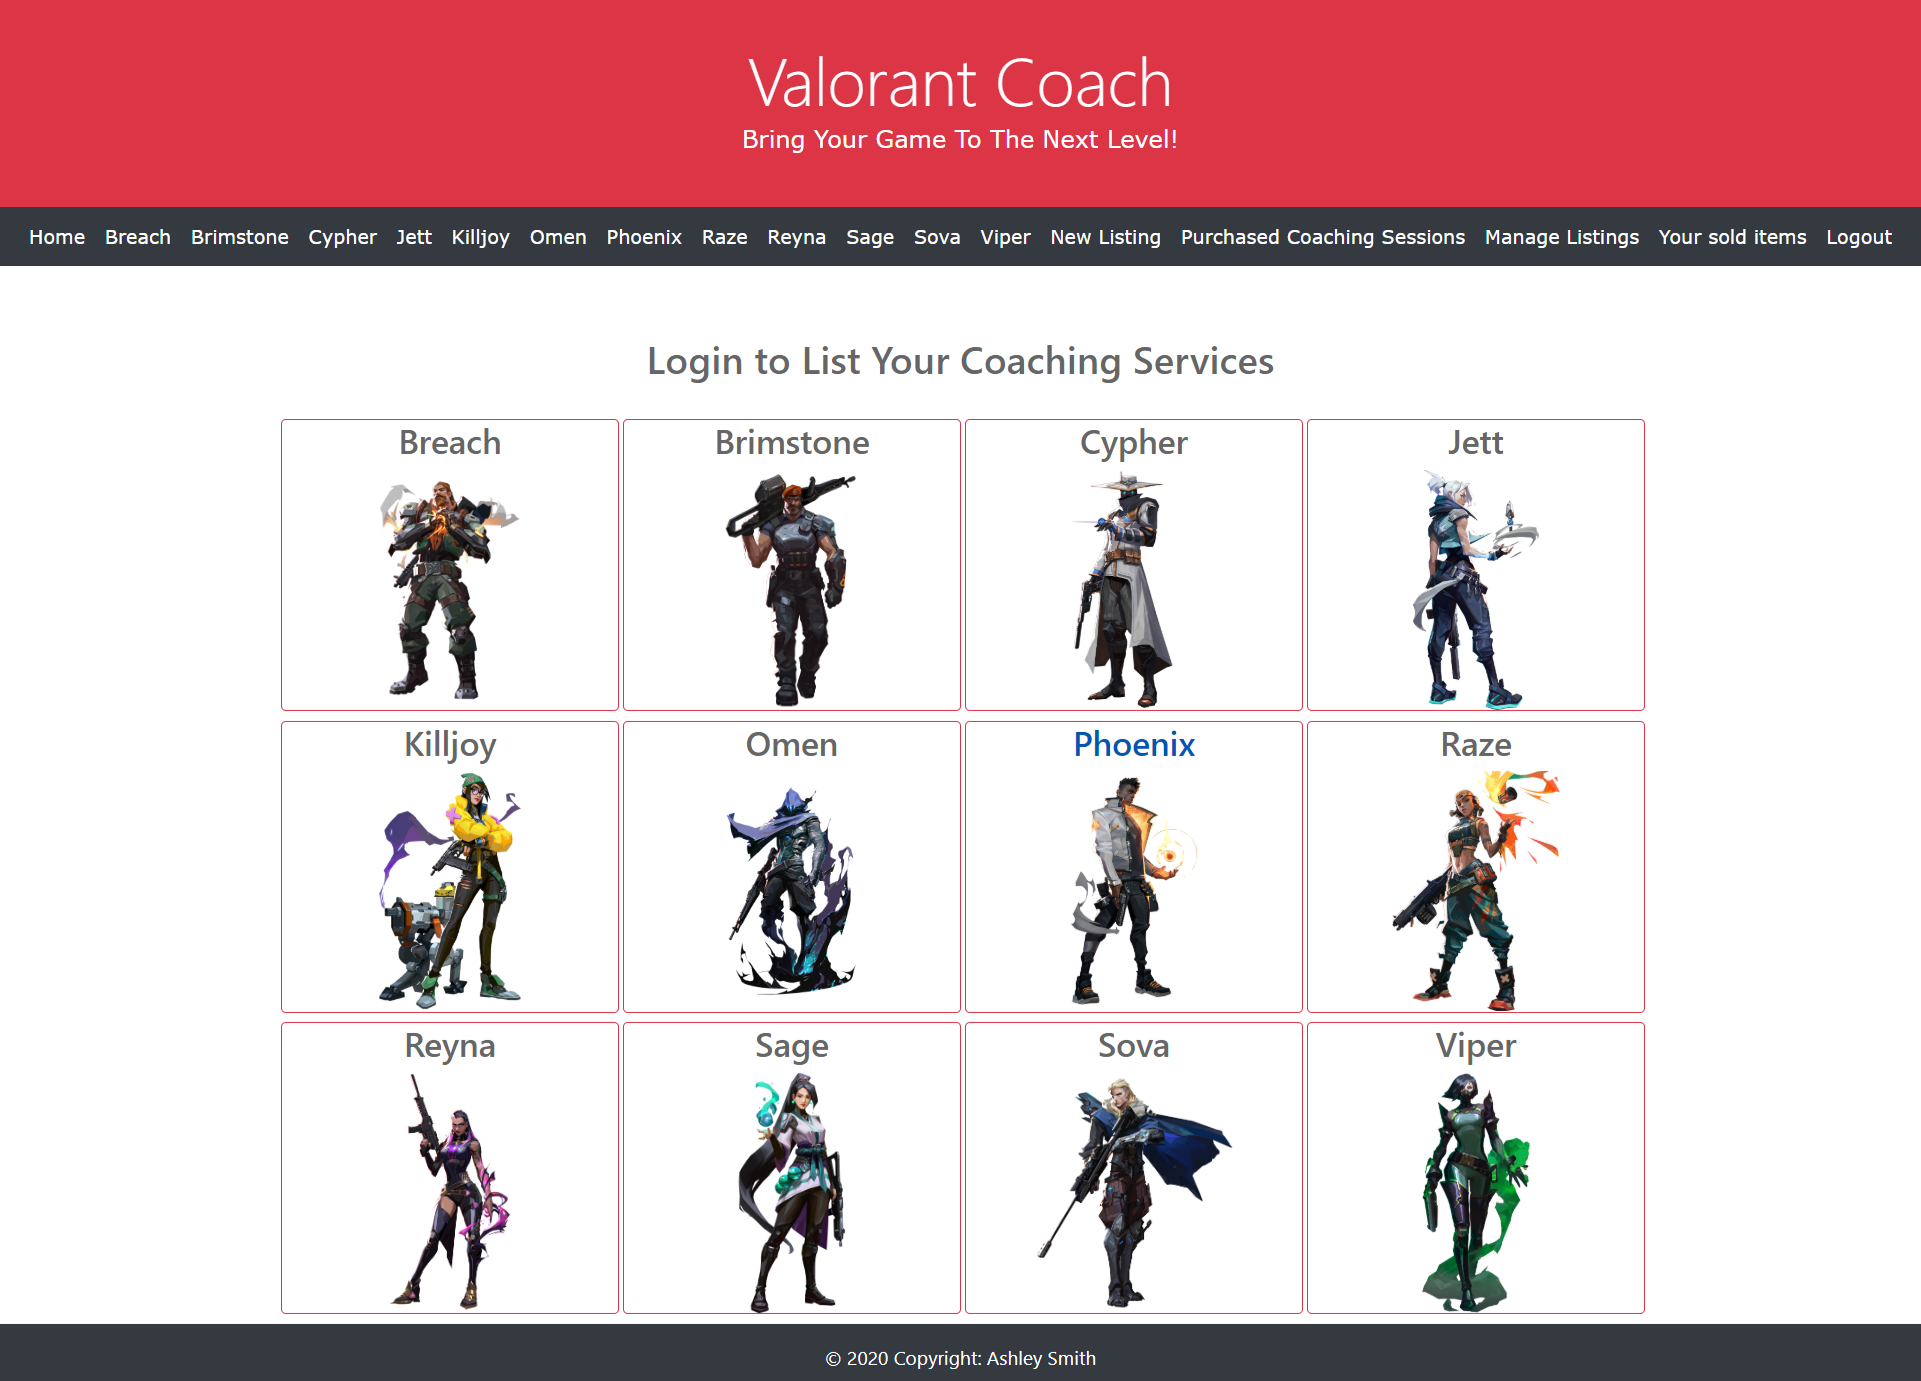 Valorant Coach
Bring Your Game To The Next Level!
Home Breach Brimstone Cypher Jett Killjoy Omen Phoenix Raze Reyna Sage Sova Viper New Listing Purchased Coaching Sessions Manage Listings Your sold items Logout
Login to List Your Coaching Services
Breach Brimstone Cypher Jett
Killjoy Omen Phoenix Raze
Reyna Sage Sova Viper
© 2020 Copyright: Ashley Smith